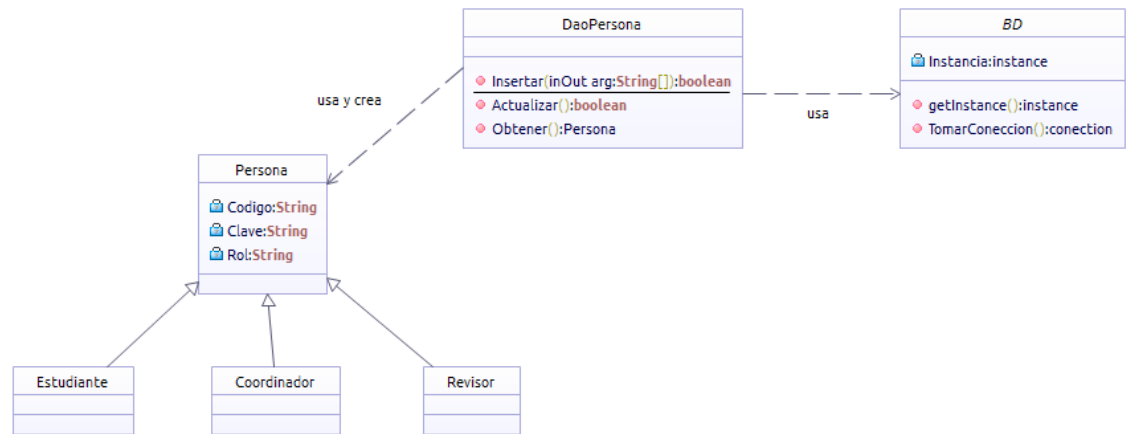 DaoPersona
Insertar(inOut arg:String[]):boolean
Actualizar():boolean
Obtener():Persona
BD
Instancia:instance
getInstance():instance
TomarConeccion():conection
usa y crea
usa
Persona
Codigo:String
Clave:String
Rol:String
Estudiante
Coordinador
Revisor